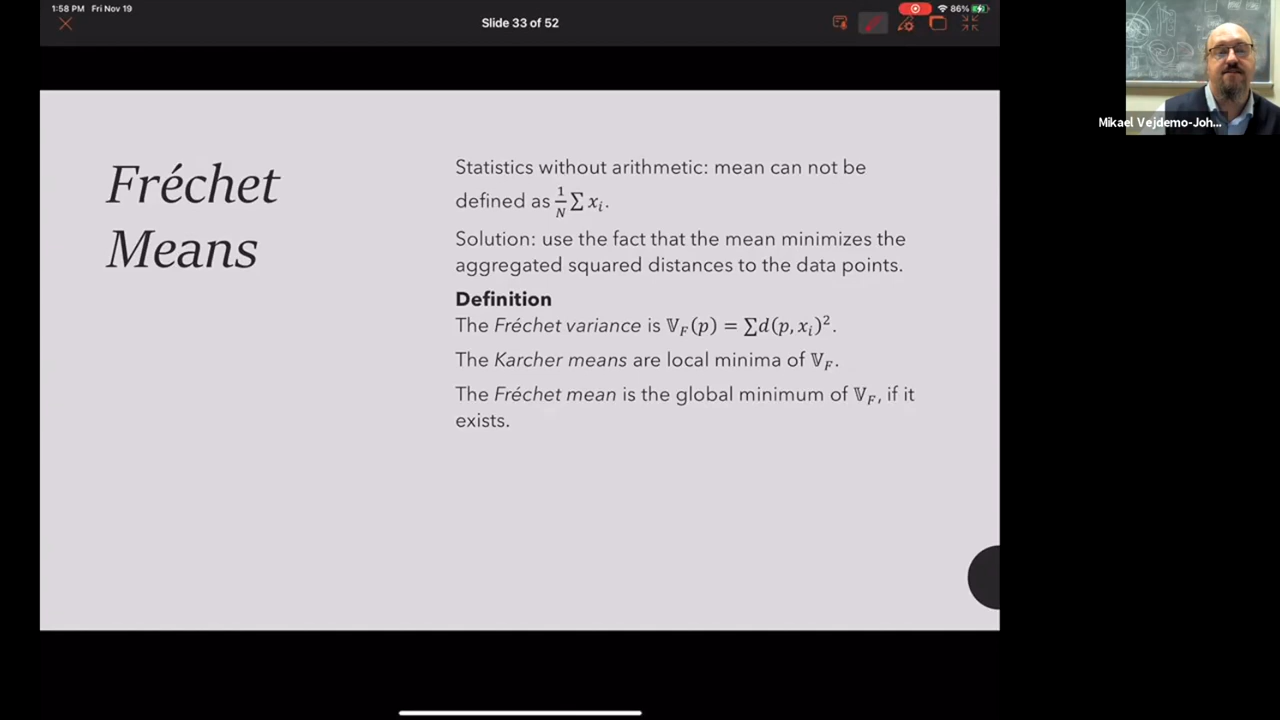 1:58 PM Fri Nov 19
Slide 33 of 52
86%
Mikael Vejdemo-Joh...
Fréchet
Means
Statistics without arithmetic: mean can not be
defined as 1/N ∑ xᵢ.
Solution: use the fact that the mean minimizes the
aggregated squared distances to the data points.
Definition
The Fréchet variance is 𝕍_F(p) = ∑d(p, xᵢ)².
The Karcher means are local minima of 𝕍_F.
The Fréchet mean is the global minimum of 𝕍_F, if it
exists.